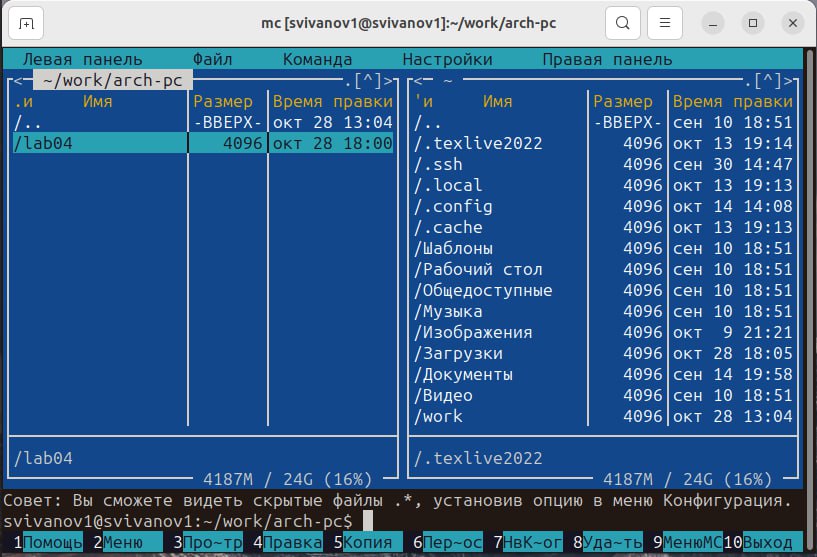 mc [svivanov1@svivanov1]:~/work/arch-pc
Левая панель Файл Команда Настройки Правая панель
<─ ~/work/arch-pc .[^]> <─ ~ .[^]>
.и Имя Размер Время правки 'и Имя Размер Время правки
/.. -ВВЕРХ- окт 28 13:04 /.. -ВВЕРХ- сен 10 18:51
/lab04 4096 окт 28 18:00 /.texlive2022 4096 окт 13 19:14
/.ssh 4096 сен 30 14:47
/.local 4096 окт 13 19:13
/.config 4096 окт 14 14:08
/.cache 4096 окт 13 19:13
/Шаблоны 4096 сен 10 18:51
/Рабочий стол 4096 сен 10 18:51
/Общедоступные 4096 сен 10 18:51
/Музыка 4096 сен 10 18:51
/Изображения 4096 окт 9 21:21
/Загрузки 4096 окт 28 18:05
/Документы 4096 сен 14 19:58
/Видео 4096 сен 10 18:51
/work 4096 окт 28 13:04
/lab04 /.texlive2022
4187M / 24G (16%) 4187M / 24G (16%)
Совет: Вы сможете видеть скрытые файлы .*, установив опцию в меню Конфигурация.
svivanov1@svivanov1:~/work/arch-pc$
1Помощь 2Меню 3Про~тр 4Правка 5Копия 6Пер~ос 7НвК~ог 8Уда~ть 9МенюMC 10Выход